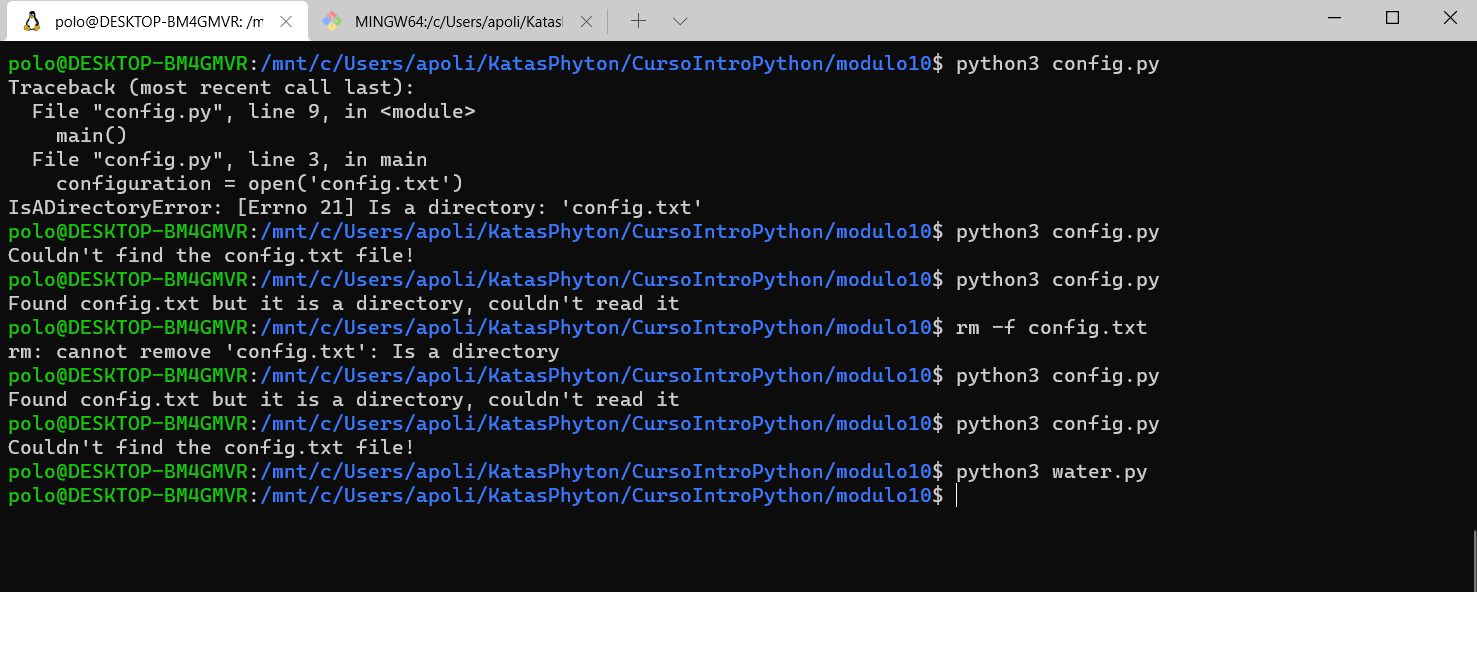 polo@DESKTOP-BM4GMVR: /m
MINGW64:/c/Users/apoli/Katas
polo@DESKTOP-BM4GMVR:/mnt/c/Users/apoli/KatasPhyton/CursoIntroPython/modulo10$ python3 config.py
Traceback (most recent call last):
  File "config.py", line 9, in <module>
    main()
  File "config.py", line 3, in main
    configuration = open('config.txt')
IsADirectoryError: [Errno 21] Is a directory: 'config.txt'
polo@DESKTOP-BM4GMVR:/mnt/c/Users/apoli/KatasPhyton/CursoIntroPython/modulo10$ python3 config.py
Couldn't find the config.txt file!
polo@DESKTOP-BM4GMVR:/mnt/c/Users/apoli/KatasPhyton/CursoIntroPython/modulo10$ python3 config.py
Found config.txt but it is a directory, couldn't read it
polo@DESKTOP-BM4GMVR:/mnt/c/Users/apoli/KatasPhyton/CursoIntroPython/modulo10$ rm -f config.txt
rm: cannot remove 'config.txt': Is a directory
polo@DESKTOP-BM4GMVR:/mnt/c/Users/apoli/KatasPhyton/CursoIntroPython/modulo10$ python3 config.py
Found config.txt but it is a directory, couldn't read it
polo@DESKTOP-BM4GMVR:/mnt/c/Users/apoli/KatasPhyton/CursoIntroPython/modulo10$ python3 config.py
Couldn't find the config.txt file!
polo@DESKTOP-BM4GMVR:/mnt/c/Users/apoli/KatasPhyton/CursoIntroPython/modulo10$ python3 water.py
polo@DESKTOP-BM4GMVR:/mnt/c/Users/apoli/KatasPhyton/CursoIntroPython/modulo10$